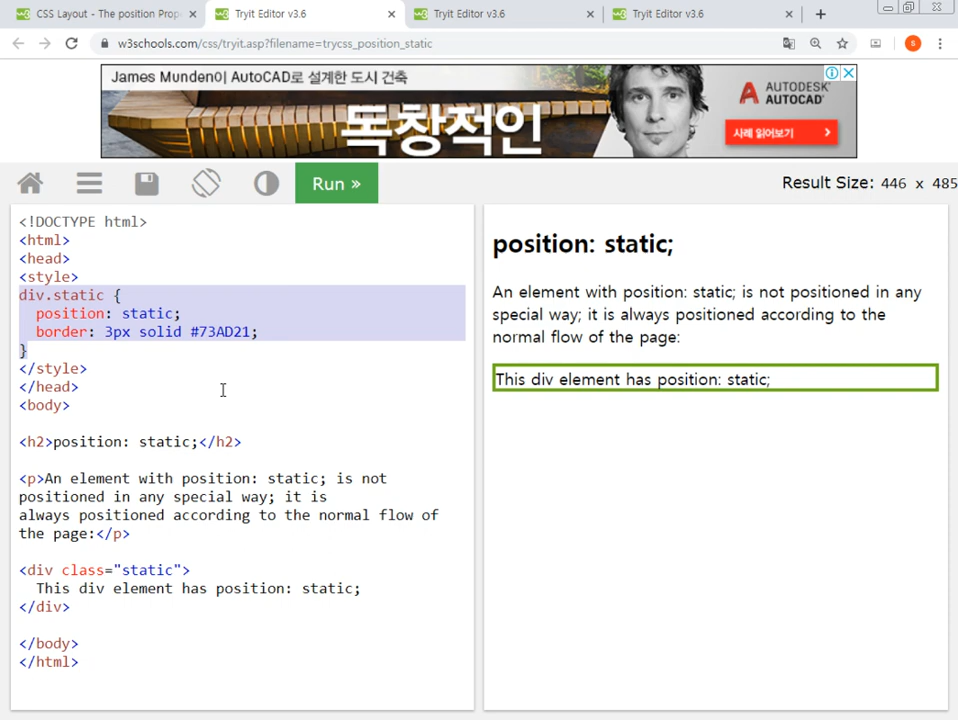 CSS Layout - The position Prop
Tryit Editor v3.6
Tryit Editor v3.6
Tryit Editor v3.6
w3schools.com/css/tryit.asp?filename=trycss_position_static
S
James Munden이 AutoCAD로 설계한 도시 건축
독창적인
AUTODESK®
AUTOCAD®
사례 읽어보기
Run »
Result Size: 446 x 485
<!DOCTYPE html>
<html>
<head>
<style>
div.static {
position: static;
border: 3px solid #73AD21;
}
</style>
</head>
<body>
<h2>position: static;</h2>
<p>An element with position: static; is not
positioned in any special way; it is
always positioned according to the normal flow of
the page:</p>
<div class="static">
This div element has position: static;
</div>
</body>
</html>
position: static;
An element with position: static; is not positioned in any
special way; it is always positioned according to the
normal flow of the page:
This div element has position: static;